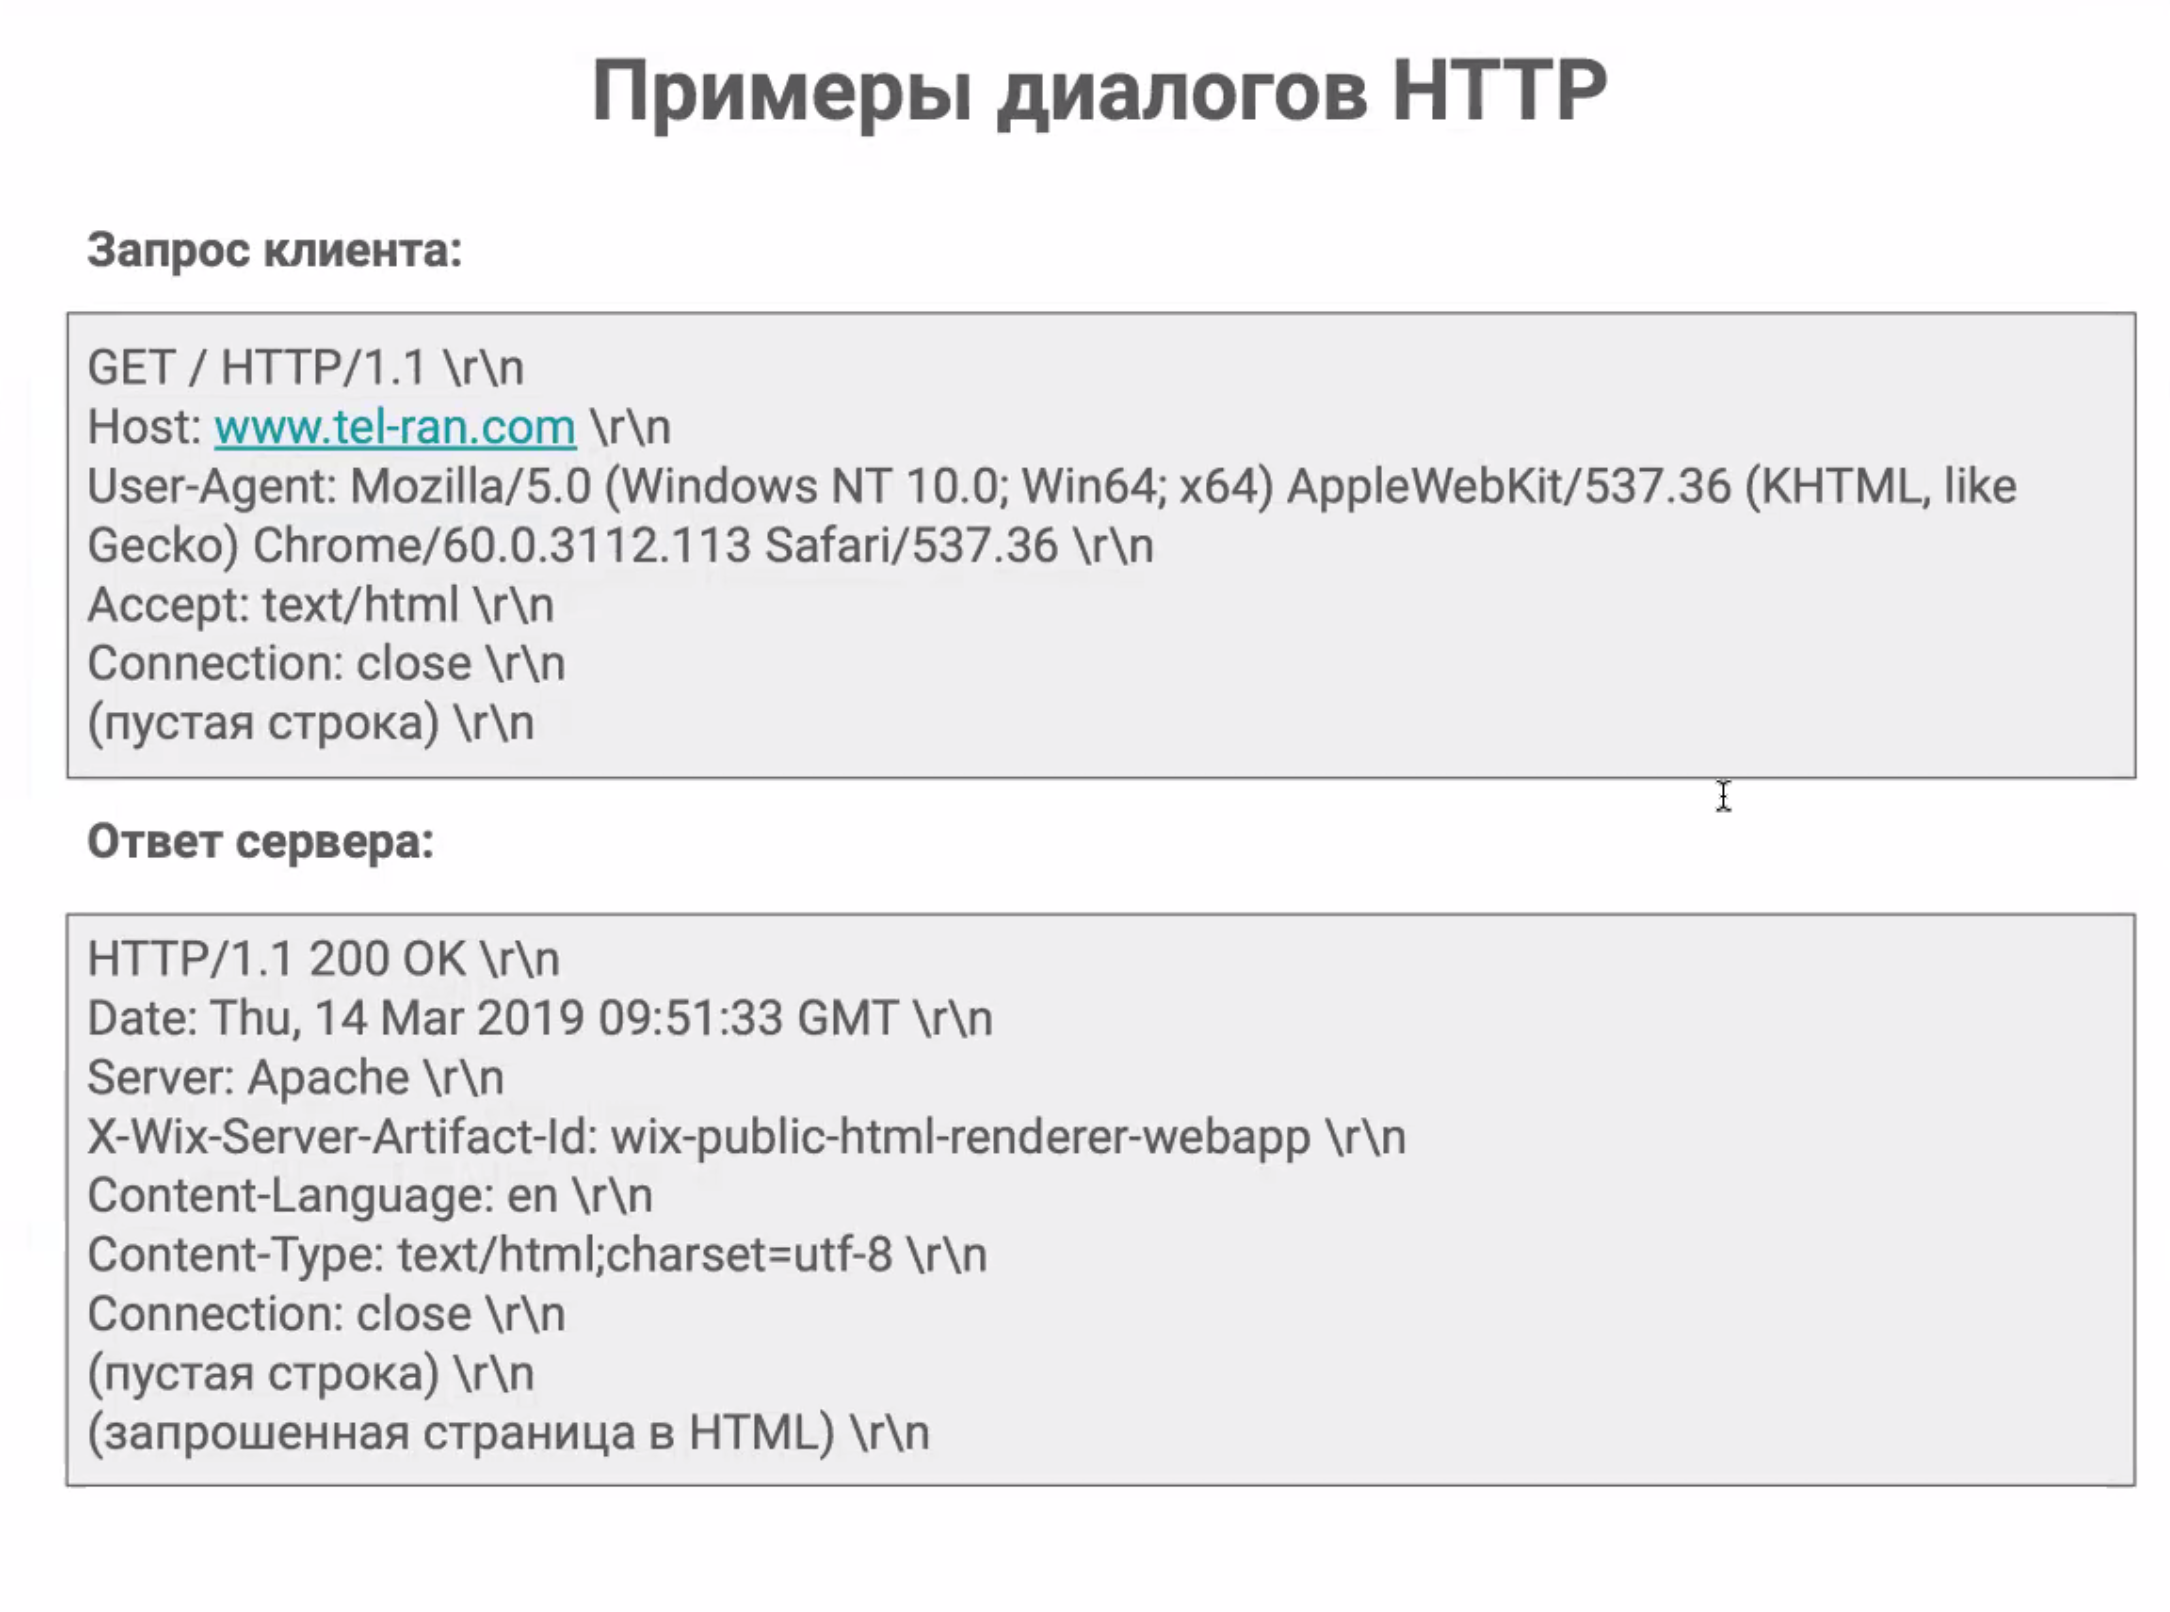 Примеры диалогов HTTP
Запрос клиента:
GET / HTTP/1.1 \r\n
Host: www.tel-ran.com \r\n
User-Agent: Mozilla/5.0 (Windows NT 10.0; Win64; x64) AppleWebKit/537.36 (KHTML, like
Gecko) Chrome/60.0.3112.113 Safari/537.36 \r\n
Accept: text/html \r\n
Connection: close \r\n
(пустая строка) \r\n
Ответ сервера:
HTTP/1.1 200 OK \r\n
Date: Thu, 14 Mar 2019 09:51:33 GMT \r\n
Server: Apache \r\n
X-Wix-Server-Artifact-Id: wix-public-html-renderer-webapp \r\n
Content-Language: en \r\n
Content-Type: text/html;charset=utf-8 \r\n
Connection: close \r\n
(пустая строка) \r\n
(запрошенная страница в HTML) \r\n